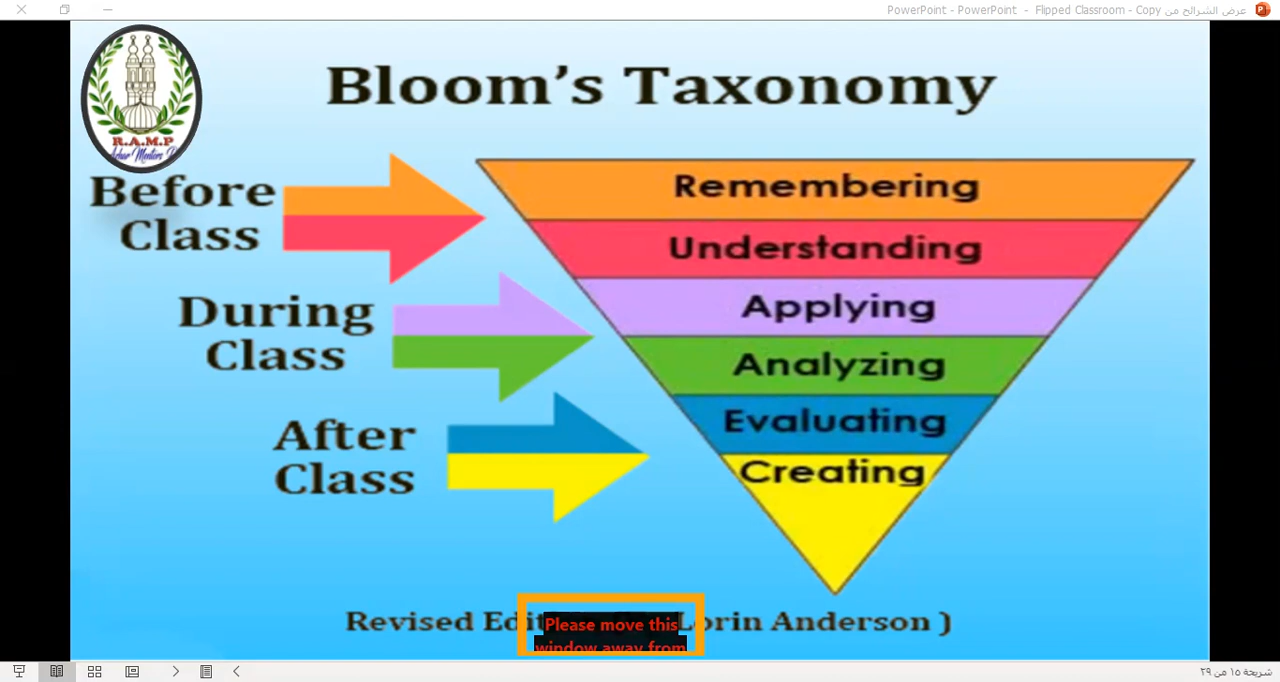 PowerPoint - PowerPoint - Flipped Classroom - Copy عرض الشرائح من
R.A.M.P
Bloom’s Taxonomy
Before
Class
Remembering
Understanding
During
Class
Applying
Analyzing
After
Class
Evaluating
Creating
Revised Edit
Lorin Anderson )
Please move this
window away from
شريحة ١٥ من ٢٩